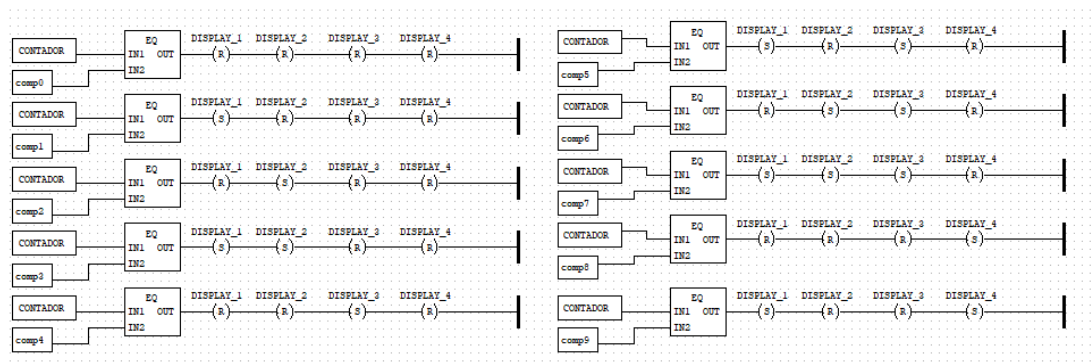 EQ DISPLAY_1 DISPLAY_2 DISPLAY_3 DISPLAY_4
CONTADOR IN1 OUT (R) (R) (R) (R)
comp0 IN2
EQ DISPLAY_1 DISPLAY_2 DISPLAY_3 DISPLAY_4
CONTADOR IN1 OUT (S) (R) (R) (R)
comp1 IN2
EQ DISPLAY_1 DISPLAY_2 DISPLAY_3 DISPLAY_4
CONTADOR IN1 OUT (R) (S) (R) (R)
comp2 IN2
EQ DISPLAY_1 DISPLAY_2 DISPLAY_3 DISPLAY_4
CONTADOR IN1 OUT (S) (S) (R) (R)
comp3 IN2
EQ DISPLAY_1 DISPLAY_2 DISPLAY_3 DISPLAY_4
CONTADOR IN1 OUT (R) (R) (S) (R)
comp4 IN2
EQ DISPLAY_1 DISPLAY_2 DISPLAY_3 DISPLAY_4
CONTADOR IN1 OUT (S) (R) (S) (R)
comp5 IN2
EQ DISPLAY_1 DISPLAY_2 DISPLAY_3 DISPLAY_4
CONTADOR IN1 OUT (R) (S) (S) (R)
comp6 IN2
EQ DISPLAY_1 DISPLAY_2 DISPLAY_3 DISPLAY_4
CONTADOR IN1 OUT (S) (S) (S) (R)
comp7 IN2
EQ DISPLAY_1 DISPLAY_2 DISPLAY_3 DISPLAY_4
CONTADOR IN1 OUT (R) (R) (R) (S)
comp8 IN2
EQ DISPLAY_1 DISPLAY_2 DISPLAY_3 DISPLAY_4
CONTADOR IN1 OUT (S) (R) (R) (S)
comp9 IN2